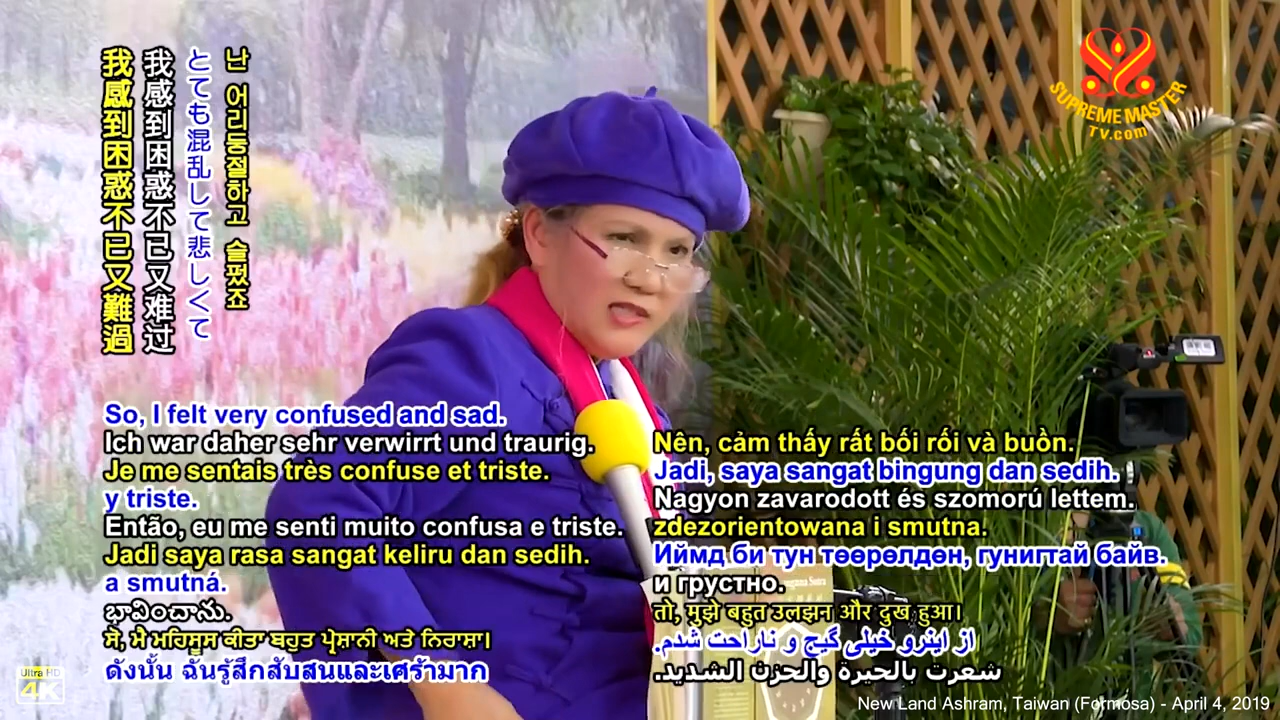 我感到困惑不已又難過
我感到困惑不已又难过
とても混乱して悲しくて
난 어리둥절하고 슬펐죠
SUPREME MASTER
TV.com
So, I felt very confused and sad.
Ich war daher sehr verwirrt und traurig.
Je me sentais très confuse et triste.
y triste.
Então, eu me senti muito confusa e triste.
Jadi saya rasa sangat keliru dan sedih.
a smutná.
భావించాను.
ਸੋ, ਮੈਂ ਮਹਿਸੂਸ ਕੀਤਾ ਬਹੁਤ ਪ੍ਰੇਸ਼ਾਨੀ ਅਤੇ ਨਿਰਾਸ਼ਾ।
ดังนั้น ฉันรู้สึกสับสนและเศร้ามาก
Nên, cảm thấy rất bối rối và buồn.
Jadi, saya sangat bingung dan sedih.
Nagyon zavarodott és szomorú lettem.
zdezorientowana i smutna.
Иймд би тун төөрөлдөн, гунигтай байв.
и грустно.
तो, मुझे बहुत उलझन और दुख हुआ।
از اینرو خیلی گیج و ناراحت شدم.
شعرت بالحيرة والحزن الشديد.
Sutra
Ultra HD
4K
New Land Ashram, Taiwan (Formosa) - April 4, 2019